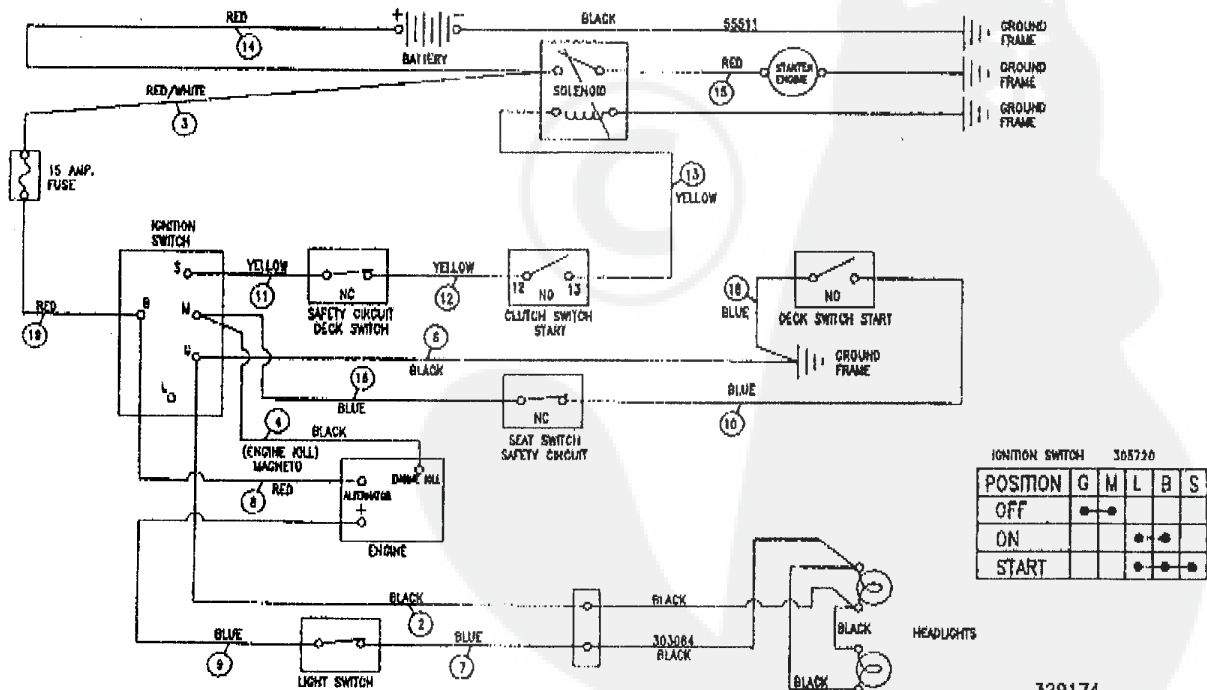 RED
14
+
-
BATTERY
BLACK
55511
GROUND FRAME
RED/WHITE
3
SOLENOID
RED
15
STARTER ENGINE
GROUND FRAME
GROUND FRAME
15 AMP. FUSE
13
YELLOW
IGNITION SWITCH
S
B
M
G
L
YELLOW
11
NC
SAFETY CIRCUIT DECK SWITCH
YELLOW
12
12
NO
13
CLUTCH SWITCH START
18
BLUE
NO
DECK SWITCH START
RED
19
6
BLACK
GROUND FRAME
16
BLUE
NC
SEAT SWITCH SAFETY CIRCUIT
BLUE
10
4
BLACK
(ENGINE KILL) MAGNETO
8
RED
ALTERNATOR
-
+
KILL
ENGINE
IGNITION SWITCH 305720
POSITION G M L B S
OFF
ON
START
BLACK
2
BLACK
BLUE
9
LIGHT SWITCH
BLUE
7
303084
BLACK
BLACK
BLACK
HEADLIGHTS
329174